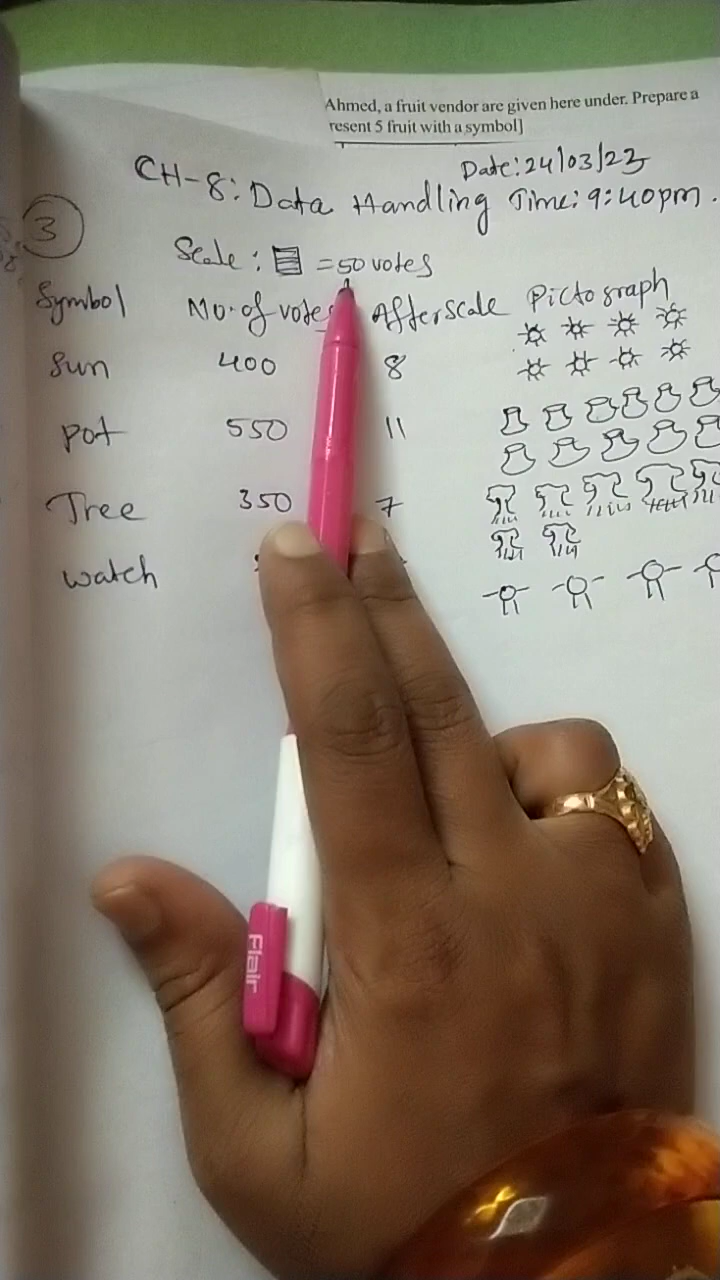 Ahmed, a fruit vendor are given here under. Prepare a
resent 5 fruit with a symbol]
CH-8: Data Handling
Date: 24/03/23
Time: 9:40pm.
3
Scale: = 50 votes
Symbol No. of votes After scale Pictograph
Sun 400 8
pot 550 11
Tree 350 7
watch
Flair